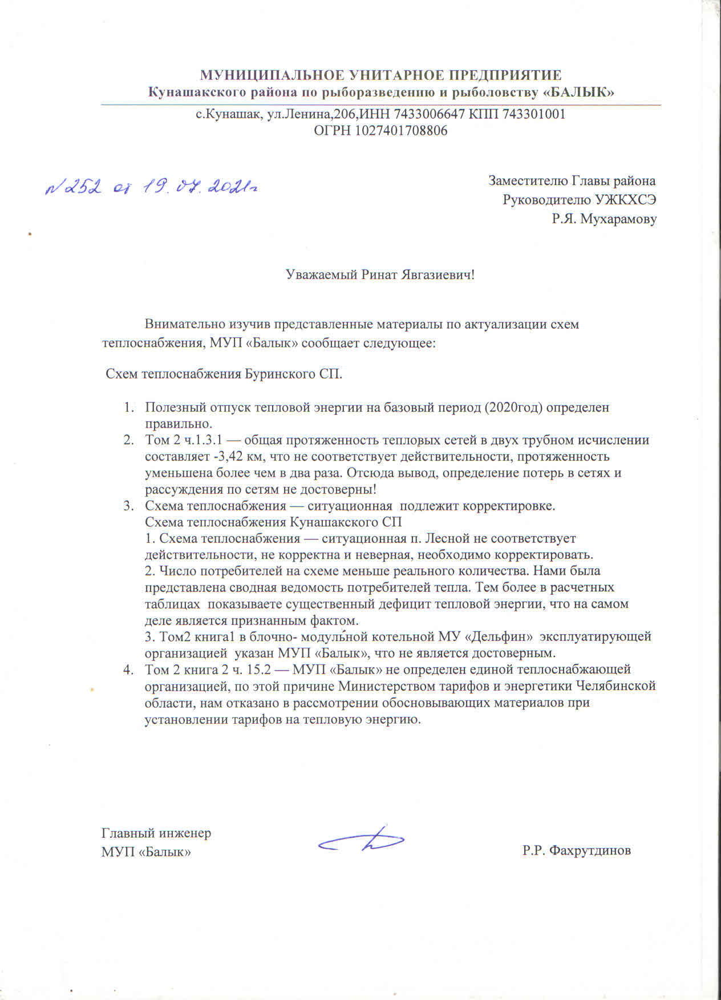 МУНИЦИПАЛЬНОЕ УНИТАРНОЕ ПРЕДПРИЯТИЕ
Кунашакского района по рыборазведению и рыболовству «БАЛЫК»
с.Кунашак, ул.Ленина,206,ИНН 7433006647 КПП 743301001
ОГРН 1027401708806
№252 от 19.07.2021г
Заместителю Главы района
Руководителю УЖКХСЭ
Р.Я. Мухарамову
Уважаемый Ринат Явгазиевич!
Внимательно изучив представленные материалы по актуализации схем
теплоснабжения, МУП «Балык» сообщает следующее:
Схем теплоснабжения Буринского СП.
1. Полезный отпуск тепловой энергии на базовый период (2020год) определен
правильно.
2. Том 2 ч.1.3.1 — общая протяженность тепловых сетей в двух трубном исчислении
составляет -3,42 км, что не соответствует действительности, протяженность
уменьшена более чем в два раза. Отсюда вывод, определение потерь в сетях и
рассуждения по сетям не достоверны!
3. Схема теплоснабжения — ситуационная  подлежит корректировке.
Схема теплоснабжения Кунашакского СП
1. Схема теплоснабжения — ситуационная п. Лесной не соответствует
действительности, не корректна и неверная, необходимо корректировать.
2. Число потребителей на схеме меньше реального количества. Нами была
представлена сводная ведомость потребителей тепла. Тем более в расчетных
таблицах  показываете существенный дефицит тепловой энергии, что на самом
деле является признанным фактом.
3. Том2 книга1 в блочно- модульной котельной МУ «Дельфин»  эксплуатирующей
организацией  указан МУП «Балык», что не является достоверным.
4. Том 2 книга 2 ч. 15.2 — МУП «Балык» не определен единой теплоснабжающей
организацией, по этой причине Министерством тарифов и энергетики Челябинской
области, нам отказано в рассмотрении обосновывающих материалов при
установлении тарифов на тепловую энергию.
Главный инженер
МУП «Балык»
Р.Р. Фахрутдинов